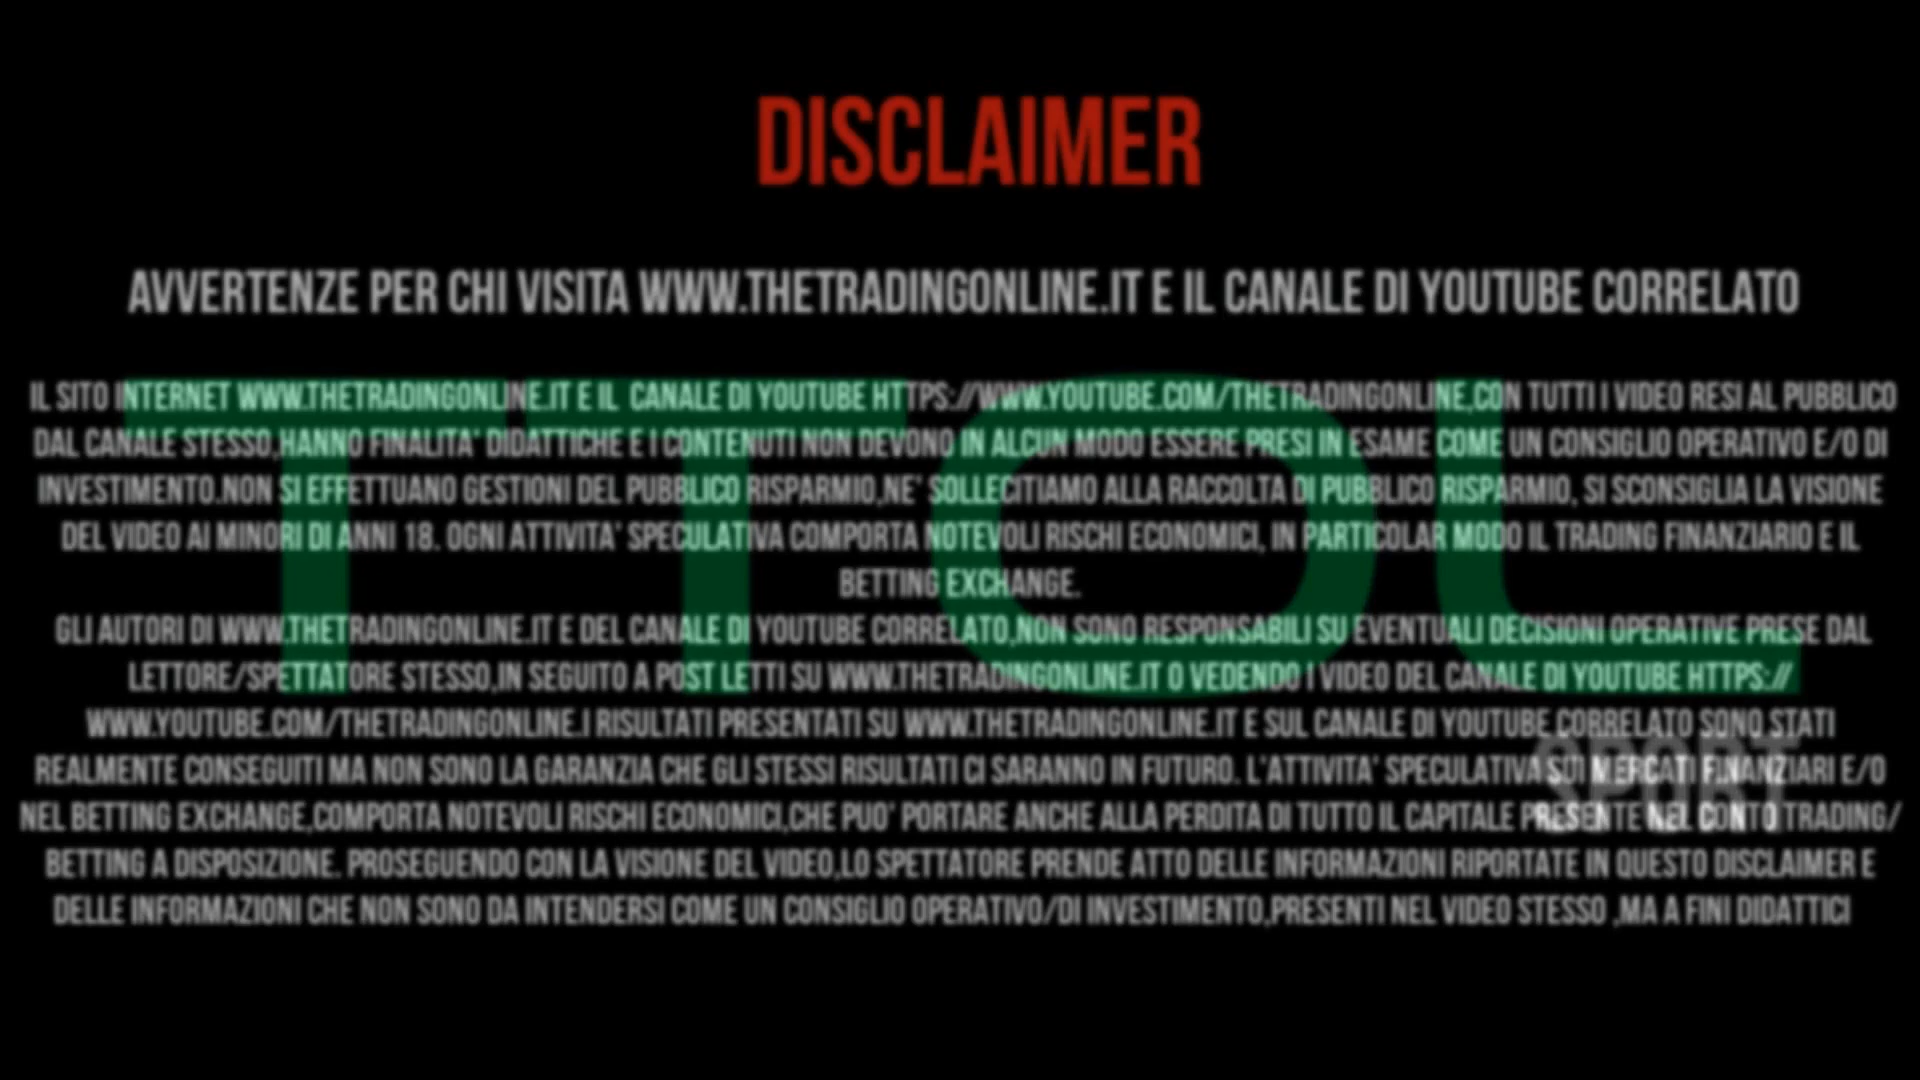 DISCLAIMER
AVVERTENZE PER CHI VISITA WWW.THETRADINGONLINE.IT E IL CANALE DI YOUTUBE CORRELATO
IL SITO INTERNET WWW.THETRADINGONLINE.IT E IL CANALE DI YOUTUBE HTTPS://WWW.YOUTUBE.COM/THETRADINGONLINE,CON TUTTI I VIDEO RESI AL PUBBLICO
DAL CANALE STESSO,HANNO FINALITA' DIDATTICHE E I CONTENUTI NON DEVONO IN ALCUN MODO ESSERE PRESI IN ESAME COME UN CONSIGLIO OPERATIVO E/O DI
INVESTIMENTO.NON SI EFFETTUANO GESTIONI DEL PUBBLICO RISPARMIO,NE' SOLLECITIAMO ALLA RACCOLTA DI PUBBLICO RISPARMIO, SI SCONSIGLIA LA VISIONE
DEL VIDEO AI MINORI DI ANNI 18. OGNI ATTIVITA' SPECULATIVA COMPORTA NOTEVOLI RISCHI ECONOMICI, IN PARTICOLAR MODO IL TRADING FINANZIARIO E IL
BETTING EXCHANGE.
GLI AUTORI DI WWW.THETRADINGONLINE.IT E DEL CANALE DI YOUTUBE CORRELATO,NON SONO RESPONSABILI SU EVENTUALI DECISIONI OPERATIVE PRESE DAL
LETTORE/SPETTATORE STESSO,IN SEGUITO A POST LETTI SU WWW.THETRADINGONLINE.IT O VEDENDO I VIDEO DEL CANALE DI YOUTUBE HTTPS://
WWW.YOUTUBE.COM/THETRADINGONLINE.I RISULTATI PRESENTATI SU WWW.THETRADINGONLINE.IT E SUL CANALE DI YOUTUBE CORRELATO SONO STATI
REALMENTE CONSEGUITI MA NON SONO LA GARANZIA CHE GLI STESSI RISULTATI CI SARANNO IN FUTURO. L'ATTIVITA' SPECULATIVA SUI MERCATI FINANZIARI E/O
NEL BETTING EXCHANGE,COMPORTA NOTEVOLI RISCHI ECONOMICI,CHE PUO' PORTARE ANCHE ALLA PERDITA DI TUTTO IL CAPITALE PRESENTE NEL CONTO TRADING/
BETTING A DISPOSIZIONE. PROSEGUENDO CON LA VISIONE DEL VIDEO,LO SPETTATORE PRENDE ATTO DELLE INFORMAZIONI RIPORTATE IN QUESTO DISCLAIMER E
DELLE INFORMAZIONI CHE NON SONO DA INTENDERSI COME UN CONSIGLIO OPERATIVO/DI INVESTIMENTO,PRESENTI NEL VIDEO STESSO ,MA A FINI DIDATTICI
TTOL
SPORT